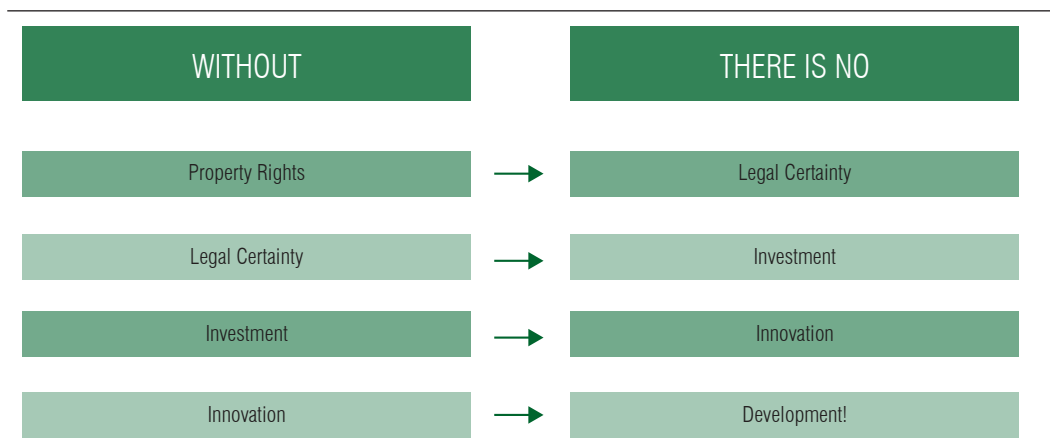 WITHOUT
THERE IS NO
Property Rights
Legal Certainty
Legal Certainty
Investment
Investment
Innovation
Innovation
Development!